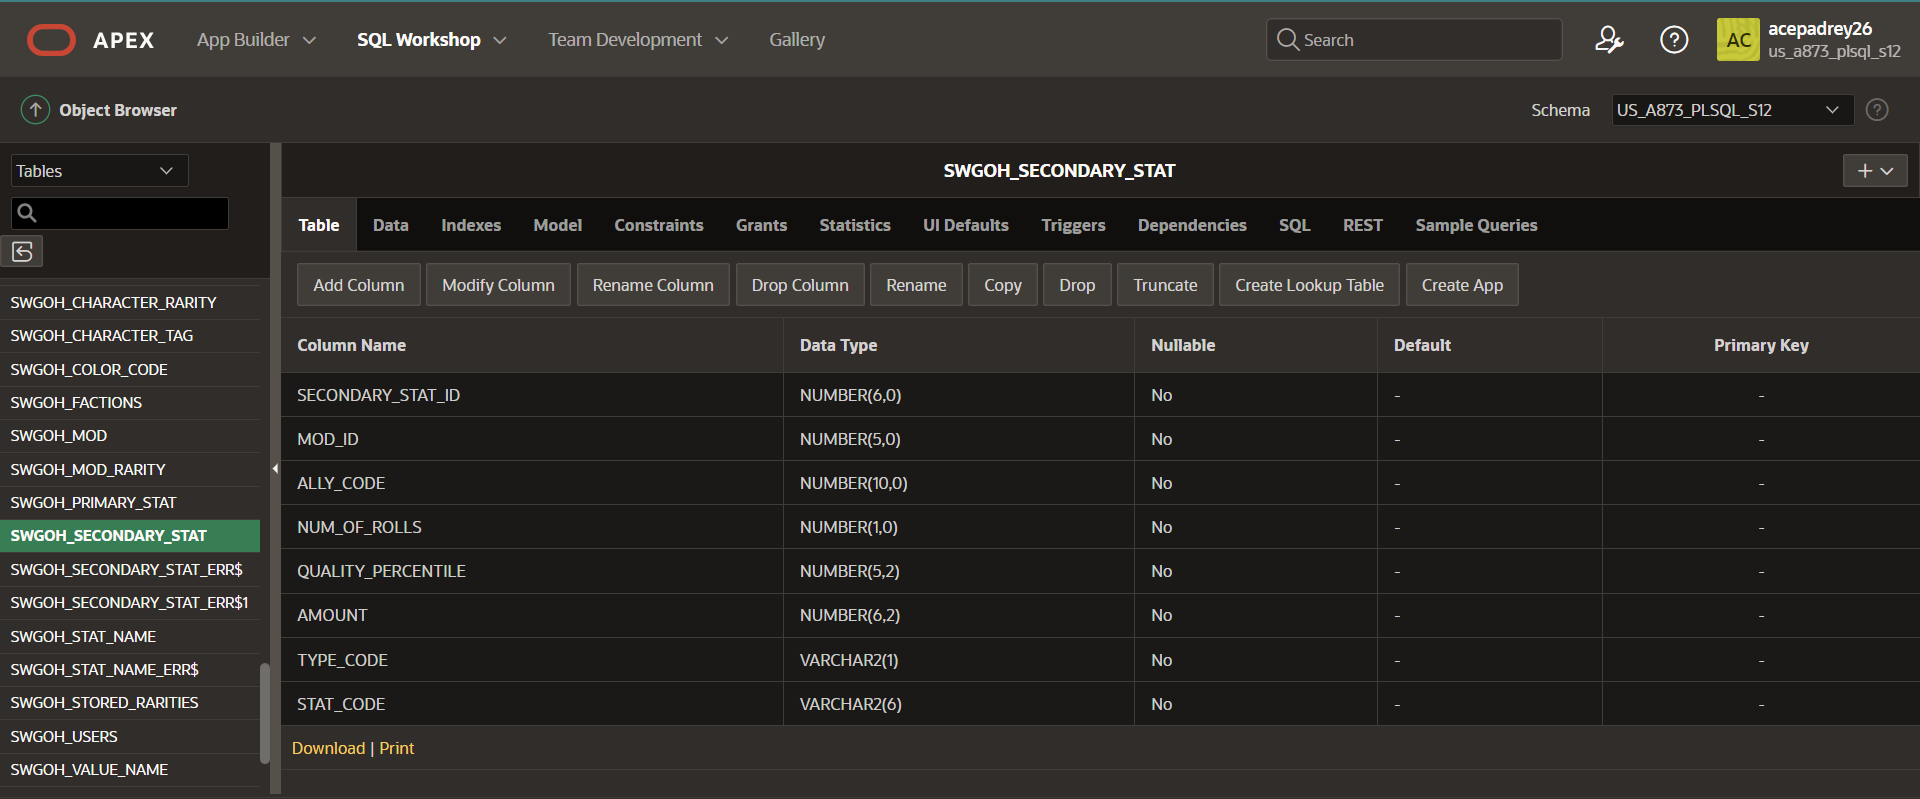 APEX App Builder SQL Workshop Team Development Gallery Search ? AC acepadrey26
us_a873_plsql_s12
Object Browser Schema US_A873_PLSQL_S12 ?
Tables
SWGOH_CHARACTER_RARITY
SWGOH_CHARACTER_TAG
SWGOH_COLOR_CODE
SWGOH_FACTIONS
SWGOH_MOD
SWGOH_MOD_RARITY
SWGOH_PRIMARY_STAT
SWGOH_SECONDARY_STAT
SWGOH_SECONDARY_STAT_ERR$
SWGOH_SECONDARY_STAT_ERR$1
SWGOH_STAT_NAME
SWGOH_STAT_NAME_ERR$
SWGOH_STORED_RARITIES
SWGOH_USERS
SWGOH_VALUE_NAME
SWGOH_SECONDARY_STAT
Table Data Indexes Model Constraints Grants Statistics UI Defaults Triggers Dependencies SQL REST Sample Queries
Add Column Modify Column Rename Column Drop Column Rename Copy Drop Truncate Create Lookup Table Create App
Column Name Data Type Nullable Default Primary Key
SECONDARY_STAT_ID NUMBER(6,0) No - -
MOD_ID NUMBER(5,0) No - -
ALLY_CODE NUMBER(10,0) No - -
NUM_OF_ROLLS NUMBER(1,0) No - -
QUALITY_PERCENTILE NUMBER(5,2) No - -
AMOUNT NUMBER(6,2) No - -
TYPE_CODE VARCHAR2(1) No - -
STAT_CODE VARCHAR2(6) No - -
Download | Print